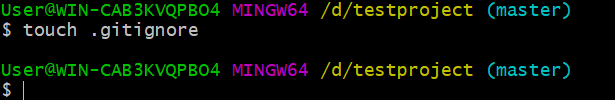 User@WIN-CAB3KVQPBO4 MINGW64 /d/testproject (master)
$ touch .gitignore
User@WIN-CAB3KVQPBO4 MINGW64 /d/testproject (master)
$